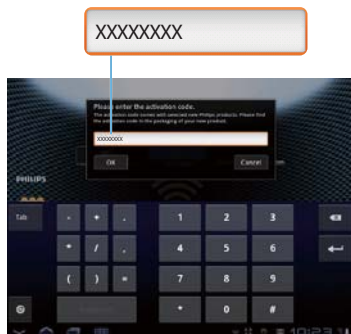 XXXXXXXX
Please enter the activation code.
The activation code comes with selected new Philips products. Please find
the activation code in the packaging of your new product.
XXXXXXXX
OK Cancel
PHILIPS
Tab - + . 1 2 3
* / , 4 5 6
( ) = 7 8 9
* 0 #